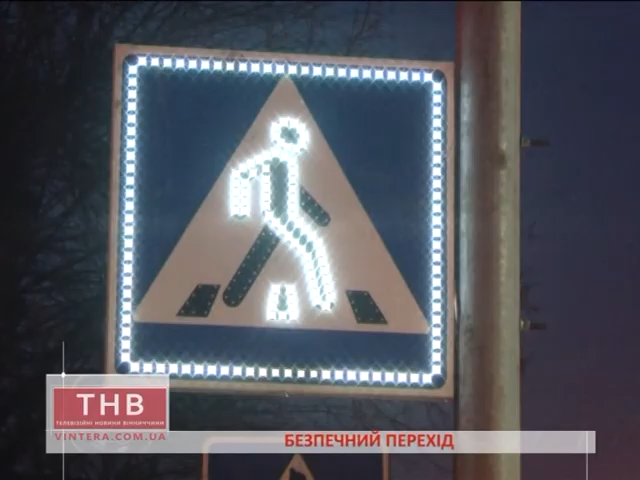 ТНВ
ТЕЛЕВІЗІЙНІ НОВИНИ ВІННИЧЧИНИ
VINTERA.COM.UA
БЕЗПЕЧНИЙ ПЕРЕХІД